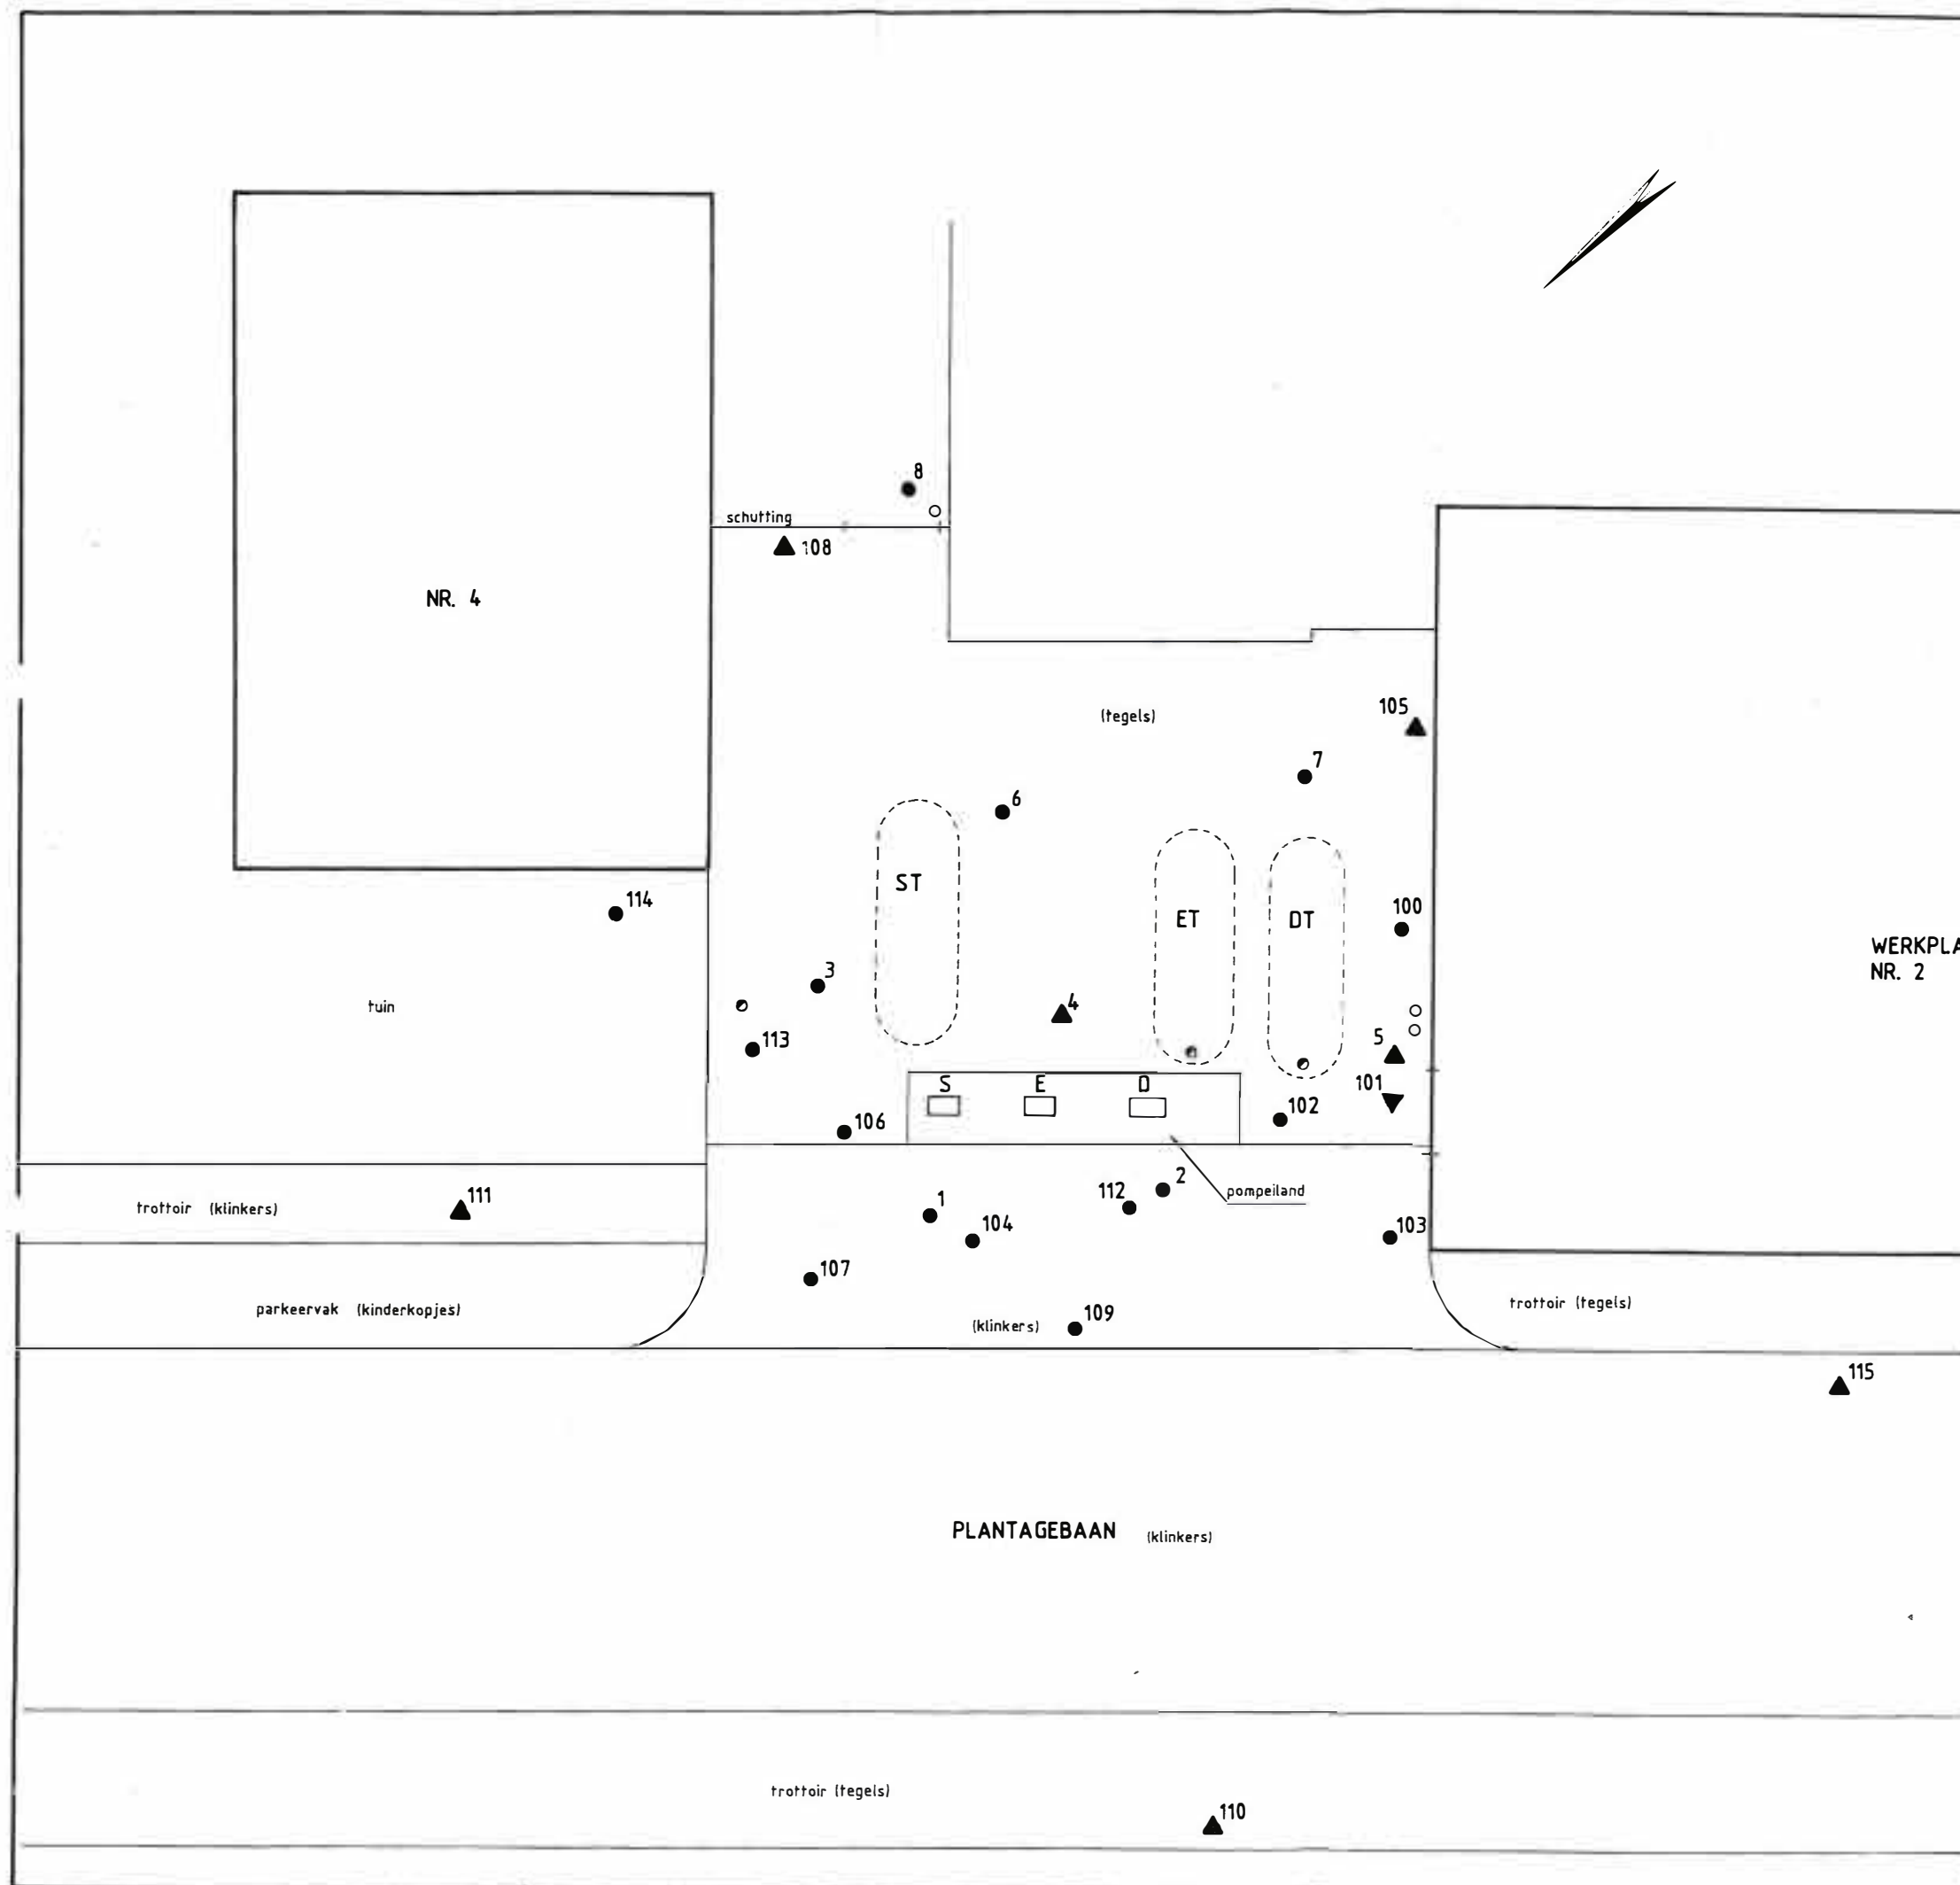 8
schutting
108
NR. 4
105
(tegels)
7
6
ST
114
100
ET
DT
WERKPLA
NR. 2
3
4
tuin
5
113
101
S
E
D
102
106
2
pompeiland
112
111
1
trottoir (klinkers)
104
103
107
trottoir (tegels)
parkeervak (kinderkopjes)
109
(klinkers)
115
PLANTAGEBAAN (klinkers)
trottoir (tegels)
110